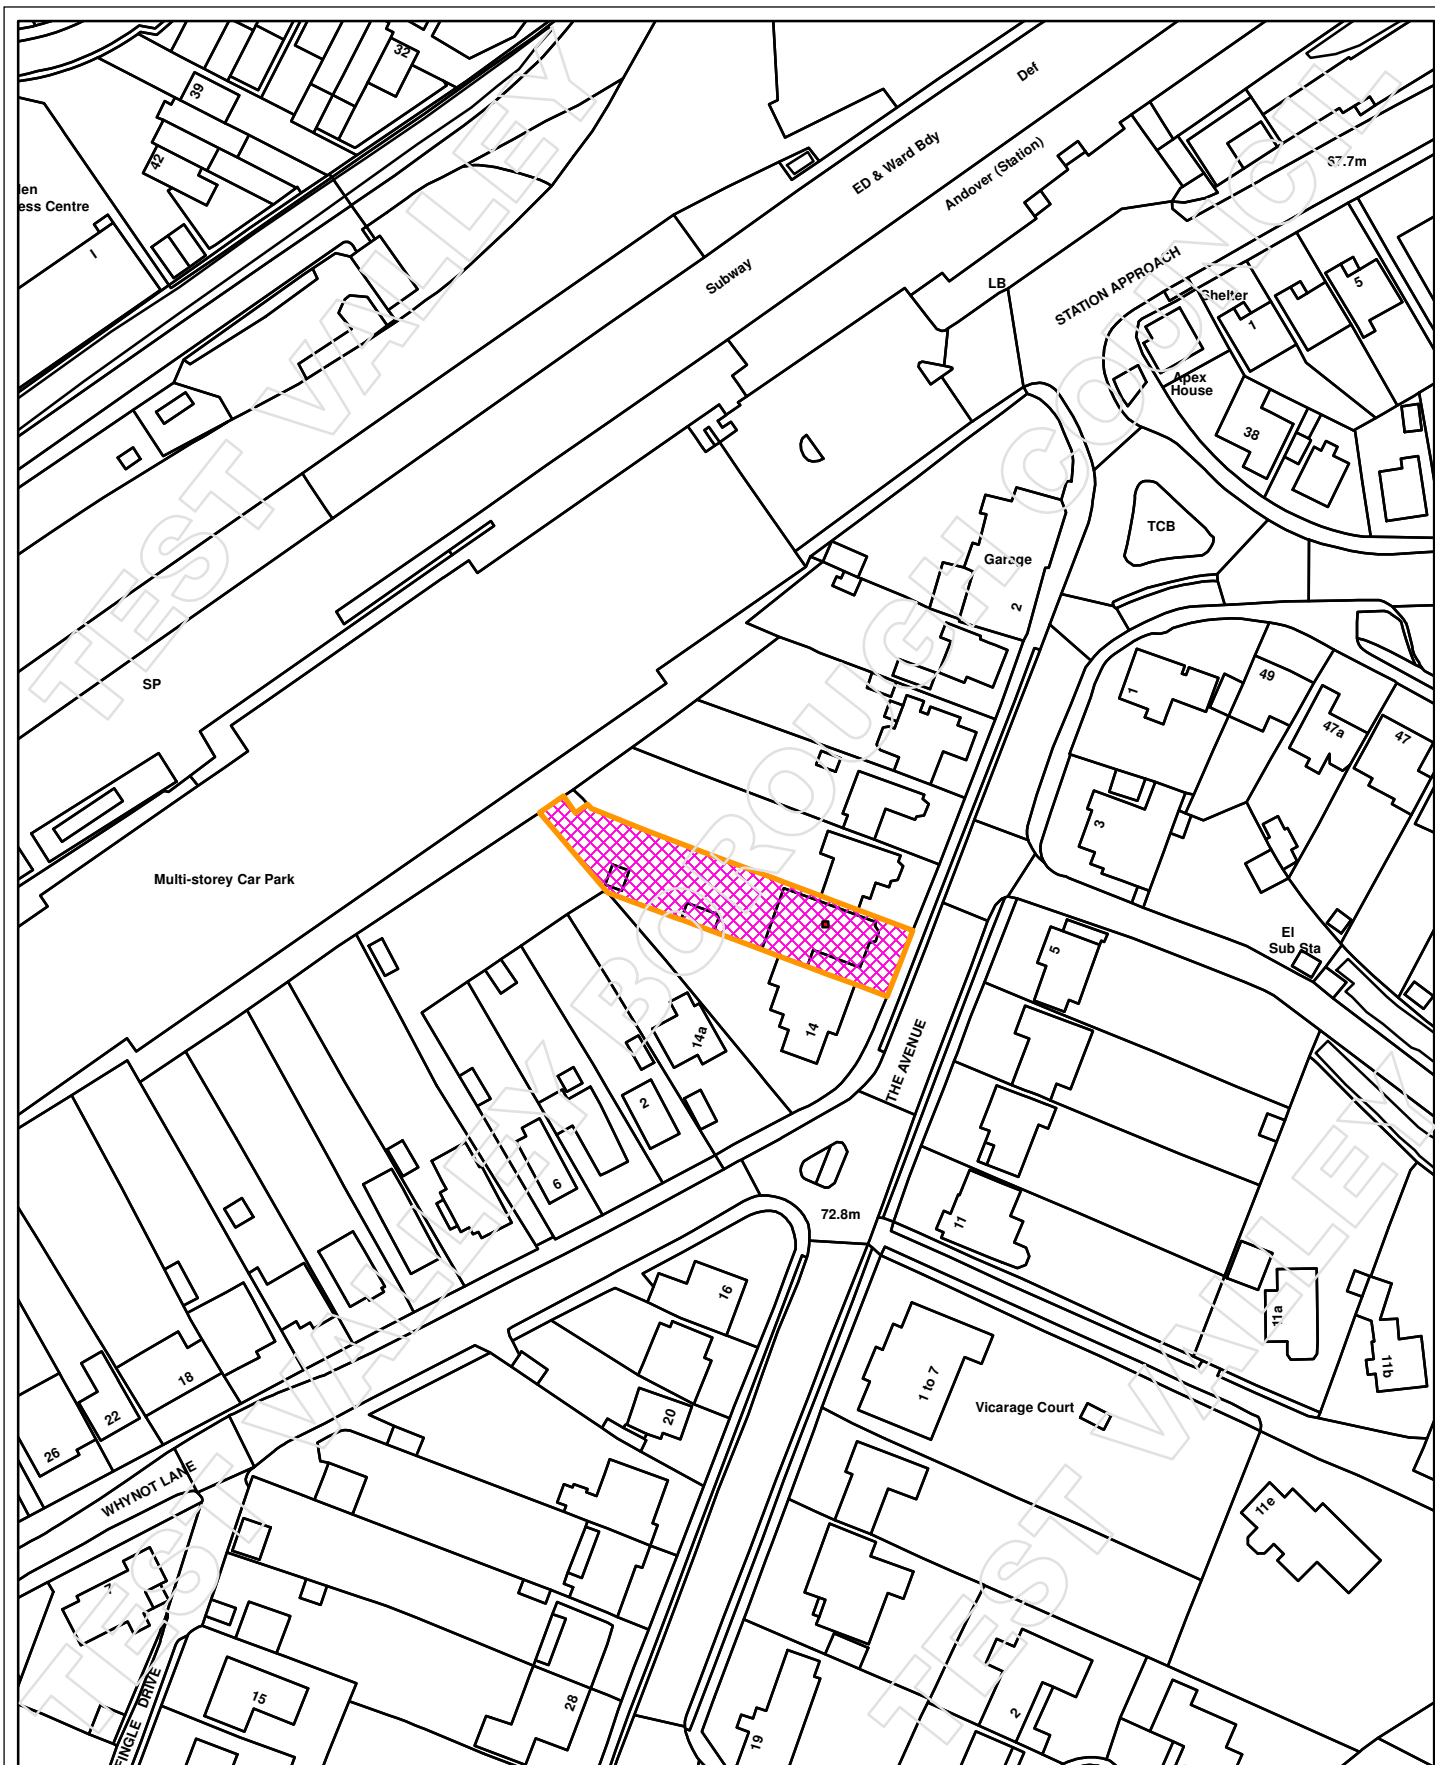 32
39
42
Def
ED & Ward Bdy
Andover (Station)
67.7m
len
ess Centre
Subway
LB
STATION APPROACH
Shelter
1
5
Apex
House
38
TCB
Garage
2
SP
1
49
47a
47
3
Multi-storey Car Park
El
Sub Sta
5
14
14a
THE AVENUE
2
6
72.8m
11
16
11a
11b
1 to 7
Vicarage Court
18
20
22
26
WHYNOT LANE
11e
7
15
28
FINGLE DRIVE
19
2
TEST VALLEY BOROUGH COUNCIL
TEST VALLEY
TEST VALLEY